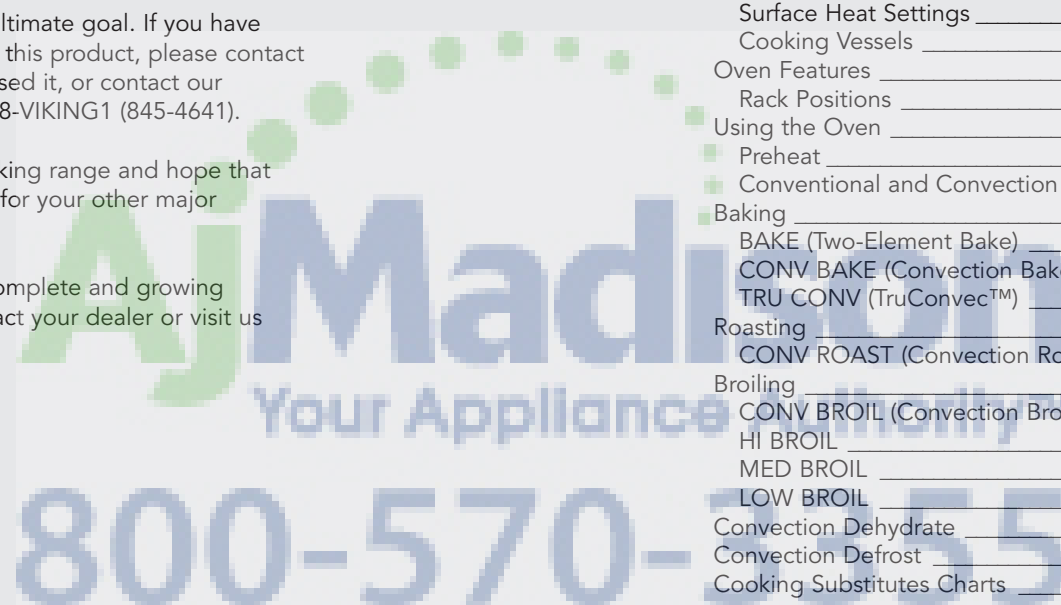 ltimate goal. If you have
this product, please contact
sed it, or contact our
8-VIKING1 (845-4641).
king range and hope that
for your other major
omplete and growing
act your dealer or visit us
Surface Heat Settings
Cooking Vessels
Oven Features
Rack Positions
Using the Oven
Preheat
Conventional and Convection
Baking
BAKE (Two-Element Bake)
CONV BAKE (Convection Bake
TRU CONV (TruConvec™)
Roasting
CONV ROAST (Convection Ro
Broiling
CONV BROIL (Convection Bro
HI BROIL
MED BROIL
LOW BROIL
Convection Dehydrate
Convection Defrost
Cooking Substitutes Charts
AjMadison
Your Appliance Authority™
800-570-3355